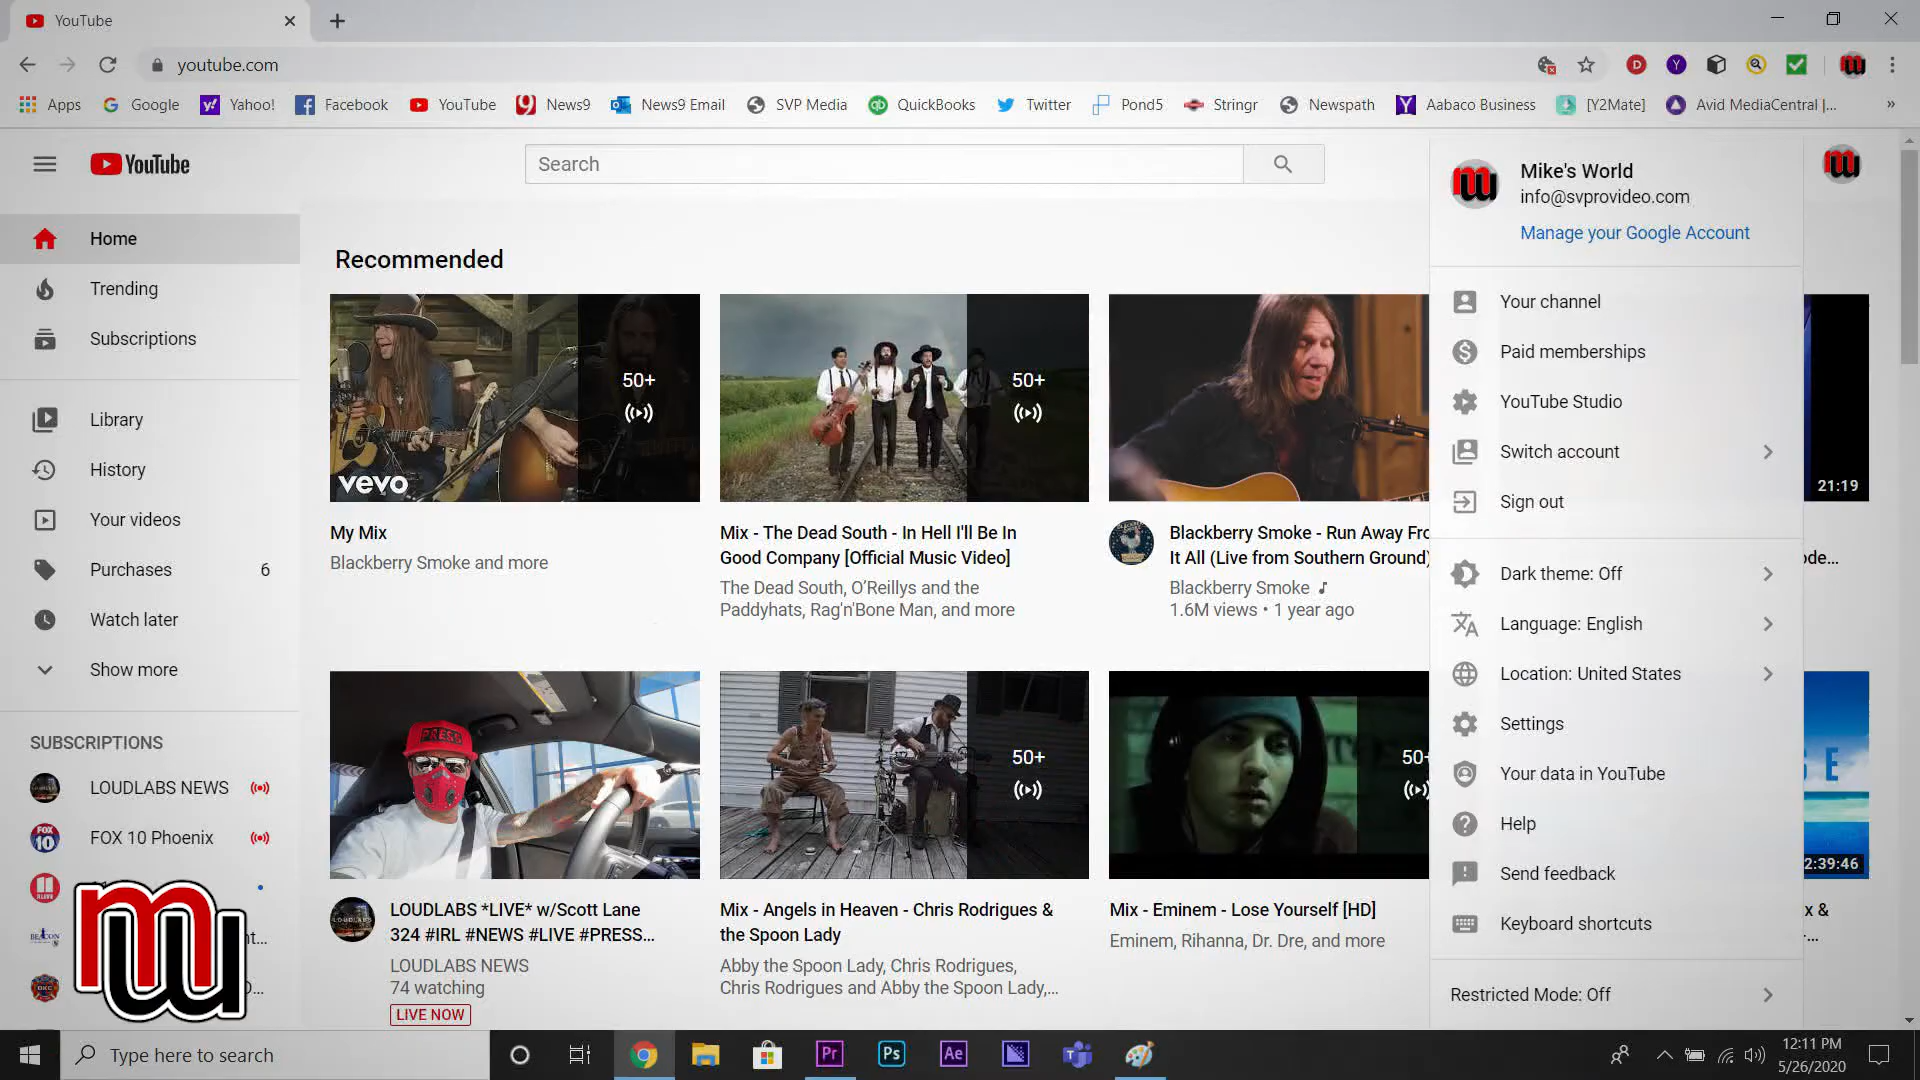 YouTube
youtube.com
Apps
Google
Yahoo!
Facebook
YouTube
News9
News9 Email
SVP Media
QuickBooks
Twitter
Pond5
Stringr
Newspath
Aabaco Business
[Y2Mate]
Avid MediaCentral |...
»
YouTube
Search
Mike's World
info@svprovideo.com
Manage your Google Account
Home
Trending
Subscriptions
Library
History
Your videos
Purchases 6
Watch later
Show more
SUBSCRIPTIONS
LOUDLABS NEWS
FOX 10 Phoenix
Recommended
50+
vevo
My Mix
Blackberry Smoke and more
50+
Mix - The Dead South - In Hell I'll Be In
Good Company [Official Music Video]
The Dead South, O'Reillys and the
Paddyhats, Rag'n'Bone Man, and more
Blackberry Smoke - Run Away Fro
It All (Live from Southern Ground)
Blackberry Smoke
1.6M views • 1 year ago
21:19
ode...
PRESS
LOUDLABS *LIVE* w/Scott Lane
324 #IRL #NEWS #LIVE #PRESS...
LOUDLABS NEWS
74 watching
LIVE NOW
50+
Mix - Angels in Heaven - Chris Rodrigues &
the Spoon Lady
Abby the Spoon Lady, Chris Rodrigues,
Chris Rodrigues and Abby the Spoon Lady,...
50+
Mix - Eminem - Lose Yourself [HD]
Eminem, Rihanna, Dr. Dre, and more
2:39:46
x &
Your channel
Paid memberships
YouTube Studio
Switch account
Sign out
Dark theme: Off
Language: English
Location: United States
Settings
Your data in YouTube
Help
Send feedback
Keyboard shortcuts
Restricted Mode: Off
Type here to search
Pr
Ps
Ae
12:11 PM
5/26/2020